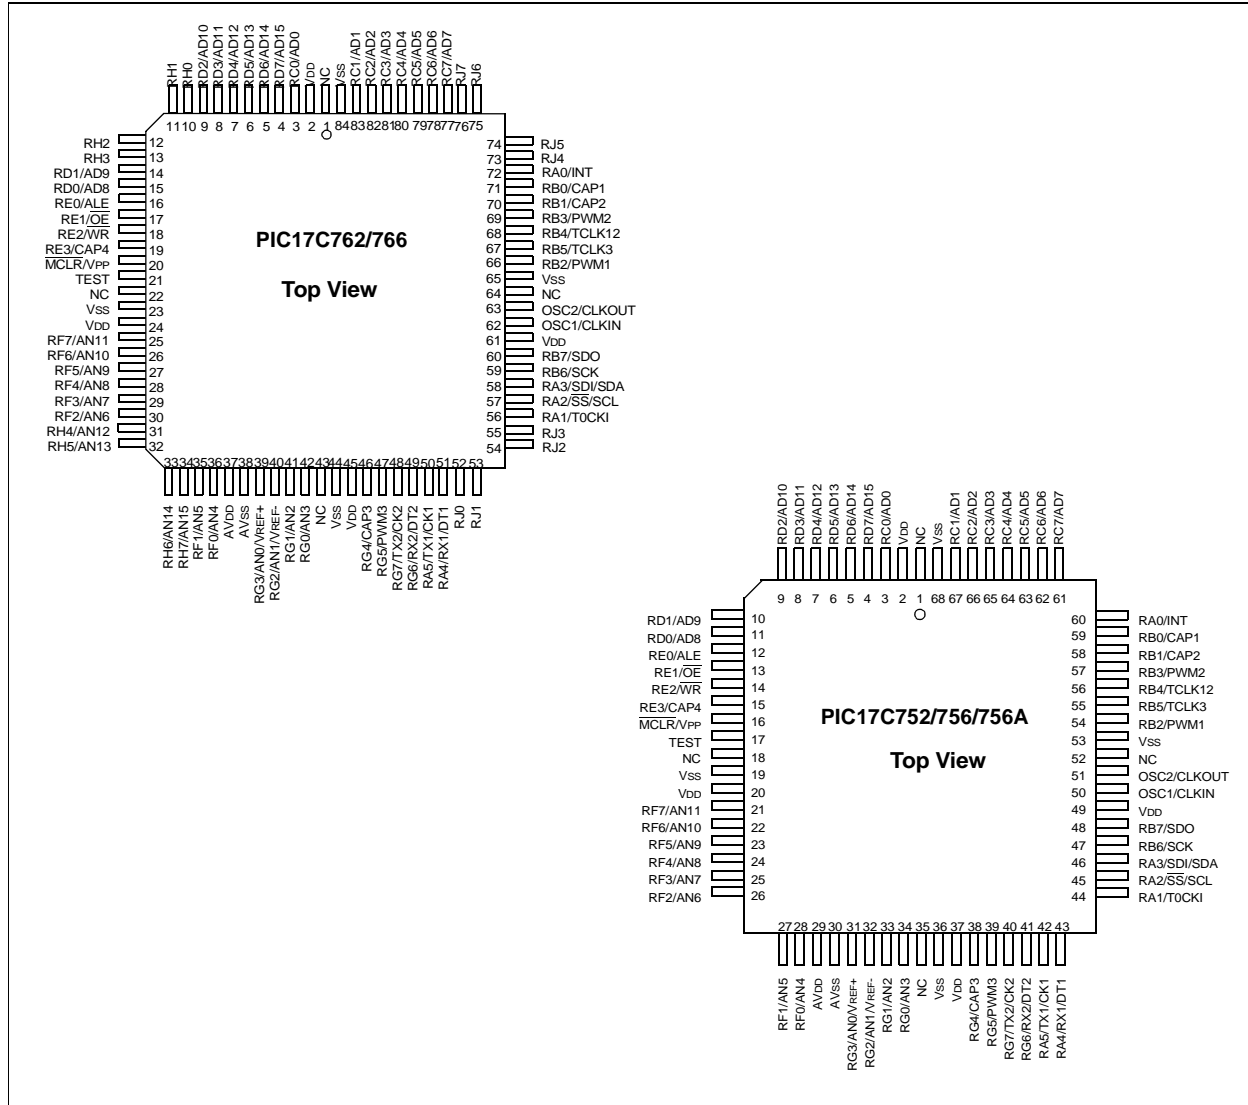 RH1 RH0 RD2/AD10 RD3/AD11 RD4/AD12 RD5/AD13 RD6/AD14 RD7/AD15 RC0/AD0 VDD NC VSS RC1/AD1 RC2/AD2 RC3/AD3 RC4/AD4 RC5/AD5 RC6/AD6 RC7/AD7 RJ7 RJ6
11 10 9 8 7 6 5 4 3 2 1 84 83 82 81 80 79 78 77 76 75
RH2 12 74 RJ5
RH3 13 73 RJ4
RD1/AD9 14 72 RA0/INT
RD0/AD8 15 71 RB0/CAP1
RE0/ALE 16 70 RB1/CAP2
RE1/OE 17 69 RB3/PWM2
RE2/WR 18 68 RB4/TCLK12
RE3/CAP4 19 67 RB5/TCLK3
MCLR/VPP 20 66 RB2/PWM1
TEST 21 65 VSS
NC 22 64 NC
VSS 23 63 OSC2/CLKOUT
VDD 24 62 OSC1/CLKIN
RF7/AN11 25 61 VDD
RF6/AN10 26 60 RB7/SDO
RF5/AN9 27 59 RB6/SCK
RF4/AN8 28 58 RA3/SDI/SDA
RF3/AN7 29 57 RA2/SS/SCL
RF2/AN6 30 56 RA1/T0CKI
RH4/AN12 31 55 RJ3
RH5/AN13 32 54 RJ2
PIC17C762/766
Top View
33 34 35 36 37 38 39 40 41 42 43 44 45 46 47 48 49 50 51 52 53
RH6/AN14 RH7/AN15 RF1/AN5 RF0/AN4 AVDD AVSS RG3/AN0/VREF+ RG2/AN1/VREF- RG1/AN2 RG0/AN3 NC VSS VDD RG4/CAP3 RG5/PWM3 RG7/TX2/CK2 RG6/RX2/DT2 RA5/TX1/CK1 RA4/RX1/DT1 RJ0 RJ1
RD2/AD10 RD3/AD11 RD4/AD12 RD5/AD13 RD6/AD14 RD7/AD15 RC0/AD0 VDD NC VSS RC1/AD1 RC2/AD2 RC3/AD3 RC4/AD4 RC5/AD5 RC6/AD6 RC7/AD7
9 8 7 6 5 4 3 2 1 68 67 66 65 64 63 62 61
RD1/AD9 10 60 RA0/INT
RD0/AD8 11 59 RB0/CAP1
RE0/ALE 12 58 RB1/CAP2
RE1/OE 13 57 RB3/PWM2
RE2/WR 14 56 RB4/TCLK12
RE3/CAP4 15 55 RB5/TCLK3
MCLR/VPP 16 54 RB2/PWM1
TEST 17 53 VSS
NC 18 52 NC
VSS 19 51 OSC2/CLKOUT
VDD 20 50 OSC1/CLKIN
RF7/AN11 21 49 VDD
RF6/AN10 22 48 RB7/SDO
RF5/AN9 23 47 RB6/SCK
RF4/AN8 24 46 RA3/SDI/SDA
RF3/AN7 25 45 RA2/SS/SCL
RF2/AN6 26 44 RA1/T0CKI
PIC17C752/756/756A
Top View
27 28 29 30 31 32 33 34 35 36 37 38 39 40 41 42 43
RF1/AN5 RF0/AN4 AVDD AVSS RG3/AN0/VREF+ RG2/AN1/VREF- RG1/AN2 RG0/AN3 NC VSS VDD RG4/CAP3 RG5/PWM3 RG7/TX2/CK2 RG6/RX2/DT2 RA5/TX1/CK1 RA4/RX1/DT1